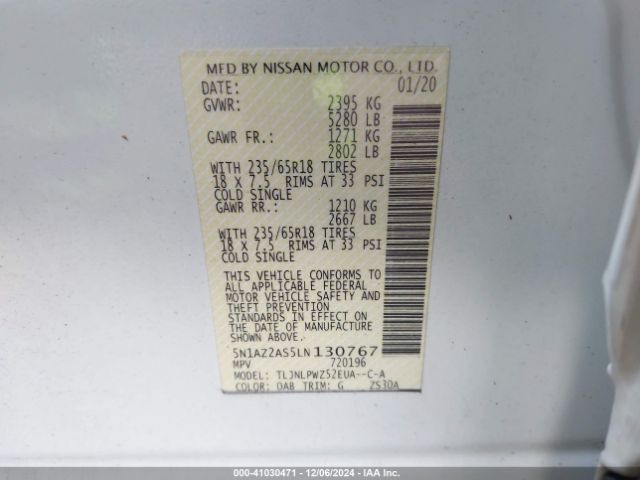 MFD BY NISSAN MOTOR CO., LTD.
DATE: 01/20
GVWR: 2395 KG
5280 LB
GAWR FR.: 1271 KG
2802 LB
WITH 235/65R18 TIRES
18 X 7.5 RIMS AT 33 PSI
COLD SINGLE
GAWR RR.: 1210 KG
2667 LB
WITH 235/65R18 TIRES
18 X 7.5 RIMS AT 33 PSI
COLD SINGLE
THIS VEHICLE CONFORMS TO
ALL APPLICABLE FEDERAL
MOTOR VEHICLE SAFETY AND
THEFT PREVENTION
STANDARDS IN EFFECT ON
THE DATE OF MANUFACTURE
SHOWN ABOVE.
5N1AZ2AS5LN130767
MPV 720196
MODEL: TLJNLPWZ52EUA--C-A
COLOR: QAB TRIM: G ZS30A
000-41030471 - 12/06/2024 - IAA Inc.